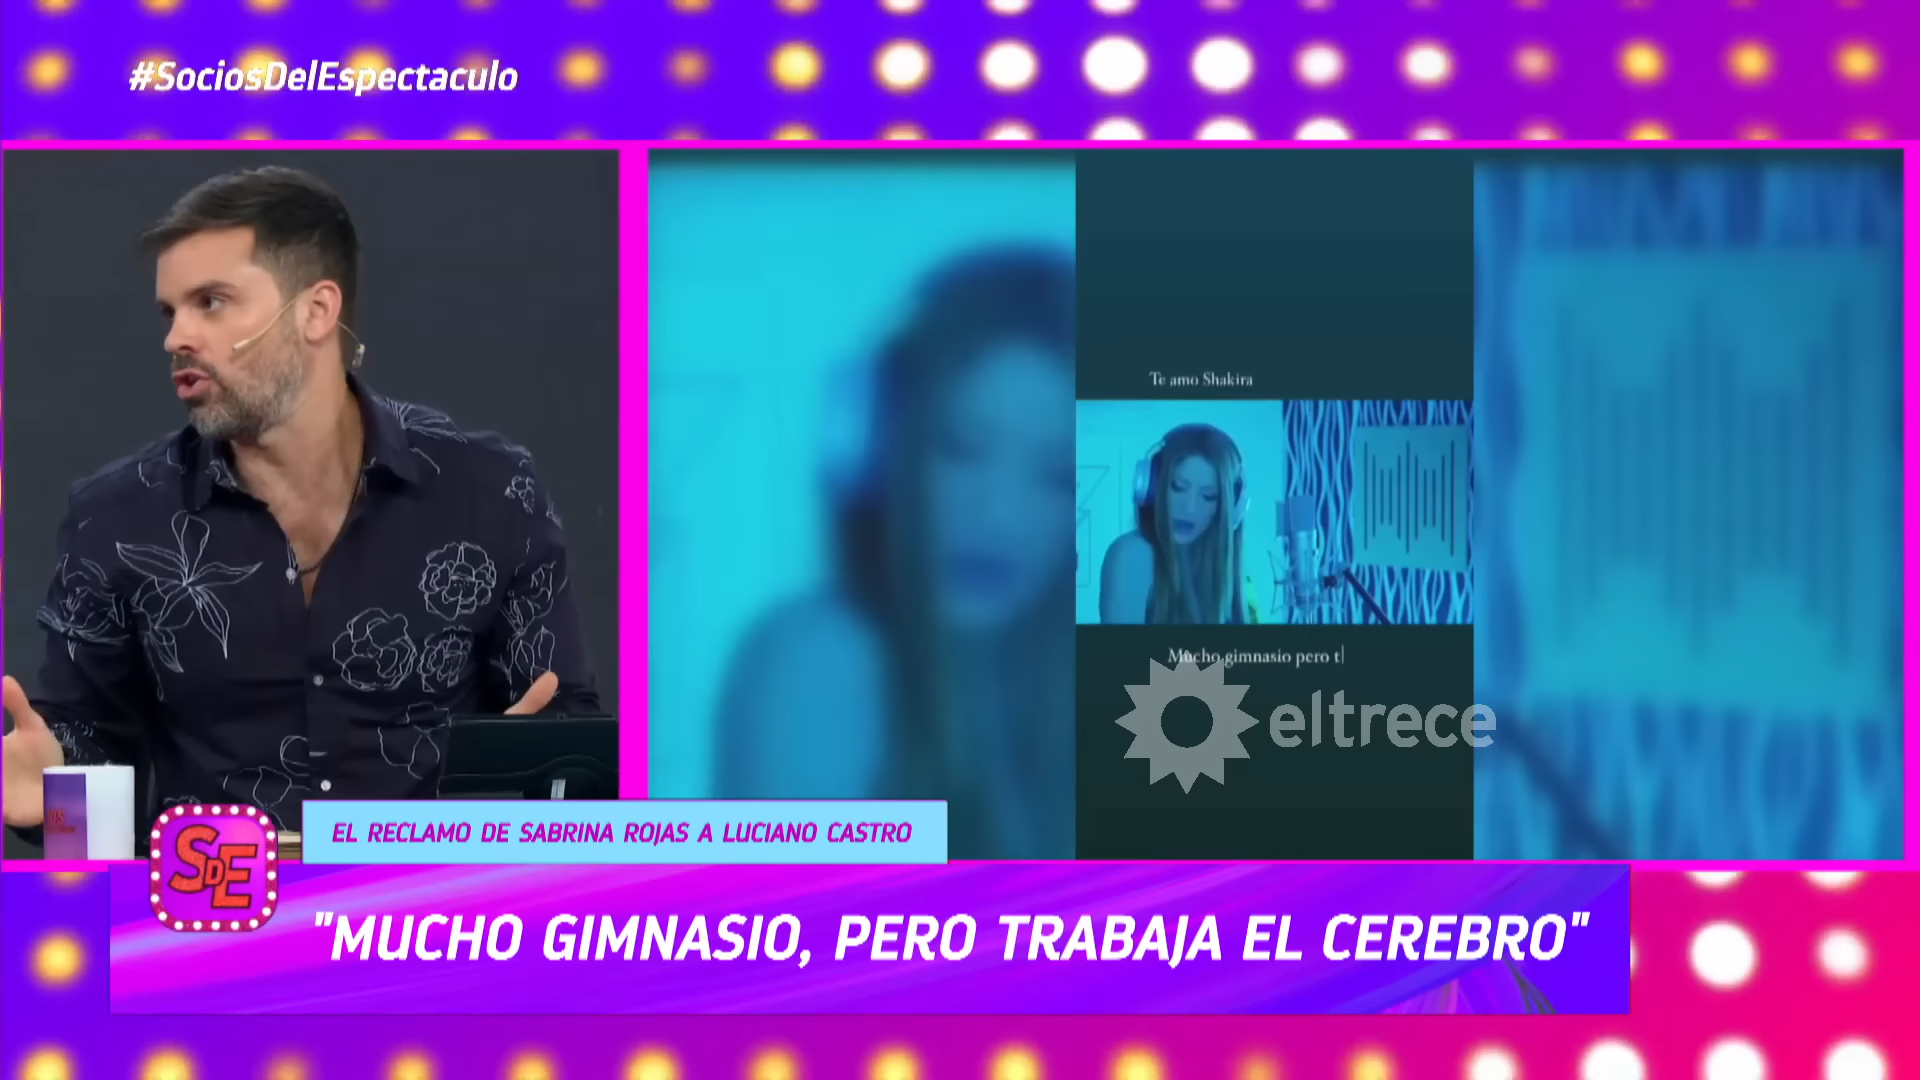 #SociosDelEspectaculo
Te amo Shakira
Mucho gimnasio pero t
eltrece
SDE
EL RECLAMO DE SABRINA ROJAS A LUCIANO CASTRO
"MUCHO GIMNASIO, PERO TRABAJA EL CEREBRO"